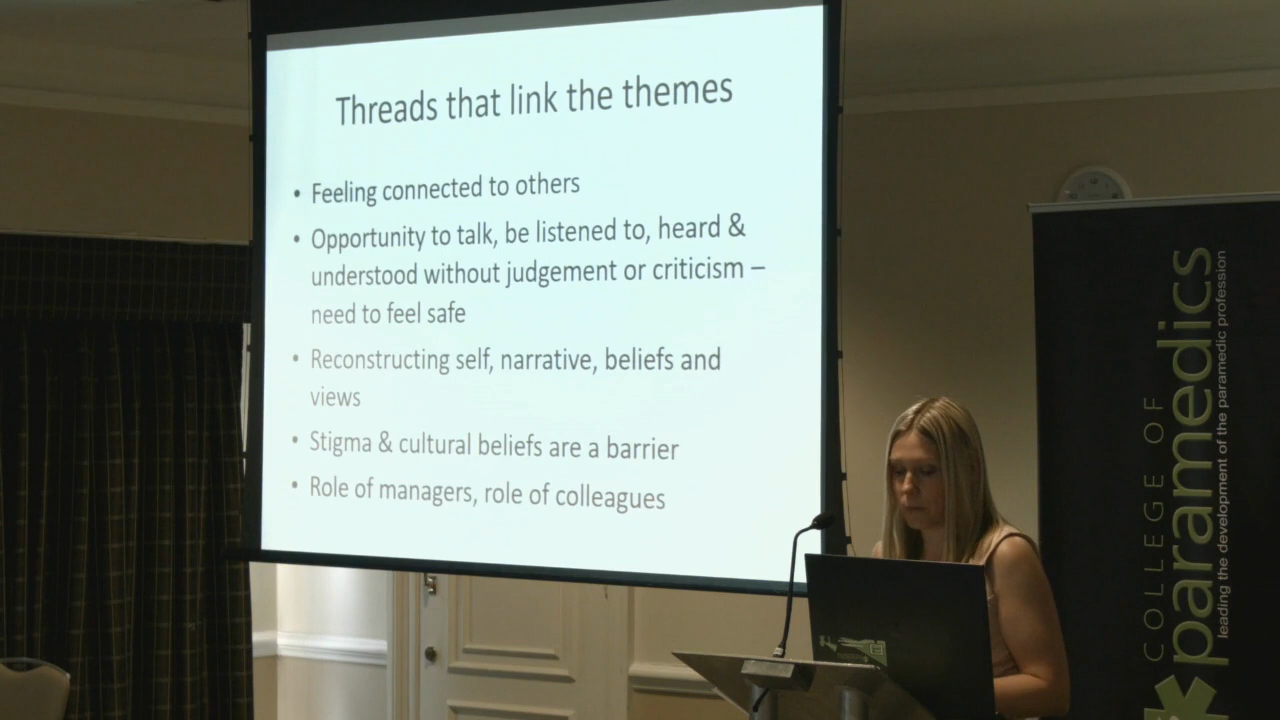 Threads that link the themes
• Feeling connected to others
• Opportunity to talk, be listened to, heard &
understood without judgement or criticism –
need to feel safe
• Reconstructing self, narrative, beliefs and
views
• Stigma & cultural beliefs are a barrier
• Role of managers, role of colleagues
COLLEGE OF
paramedics
leading the development of the paramedic profession